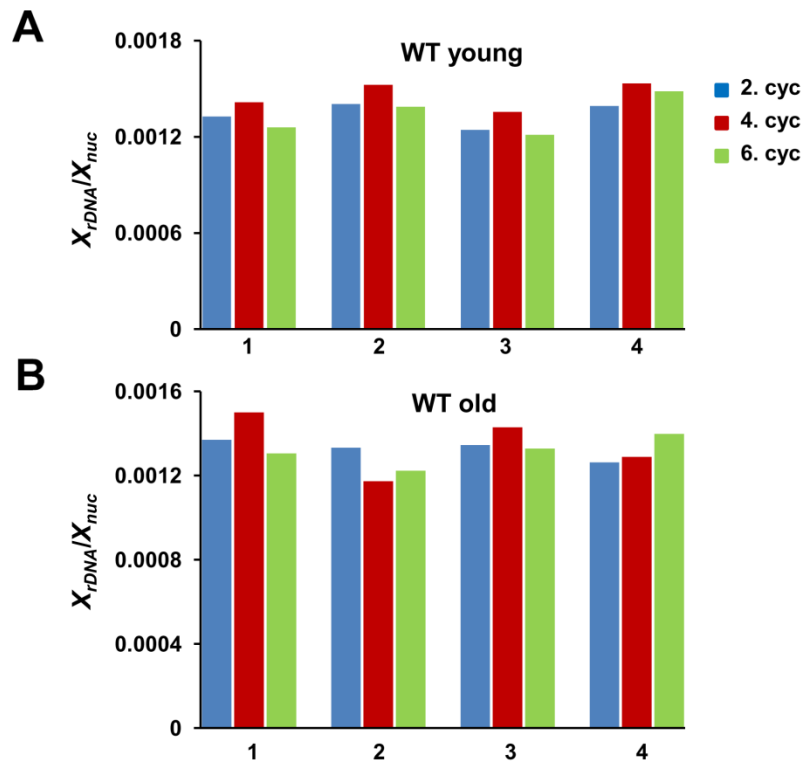 A
WT young
0.0018
0.0012
0.0006
0
XrDNA/Xnuc
1 2 3 4
2. cyc
4. cyc
6. cyc
B
WT old
0.0016
0.0012
0.0008
0.0004
0
XrDNA/Xnuc
1 2 3 4